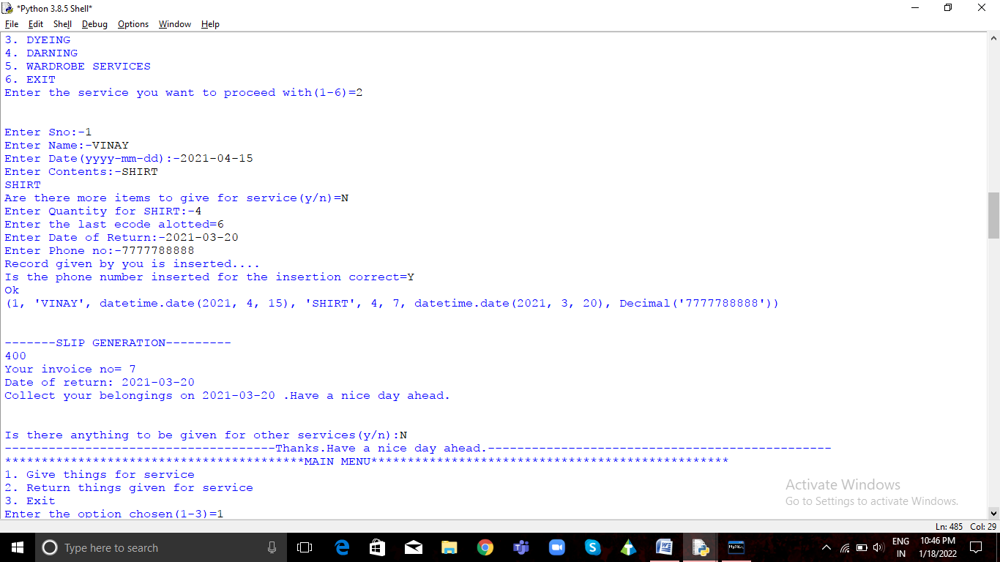 *Python 3.8.5 Shell*
File Edit Shell Debug Options Window Help
3. DYEING
4. DARNING
5. WARDROBE SERVICES
6. EXIT
Enter the service you want to proceed with(1-6)=2
Enter Sno:-1
Enter Name:-VINAY
Enter Date(yyyy-mm-dd):-2021-04-15
Enter Contents:-SHIRT
SHIRT
Are there more items to give for service(y/n)=N
Enter Quantity for SHIRT:-4
Enter the last ecode alotted=6
Enter Date of Return:-2021-03-20
Enter Phone no:-7777788888
Record given by you is inserted....
Is the phone number inserted for the insertion correct=Y
Ok
(1, 'VINAY', datetime.date(2021, 4, 15), 'SHIRT', 4, 7, datetime.date(2021, 3, 20), Decimal('7777788888'))
-------SLIP GENERATION---------
400
Your invoice no= 7
Date of return: 2021-03-20
Collect your belongings on 2021-03-20 .Have a nice day ahead.
Is there anything to be given for other services(y/n):N
-------------------------------------Thanks.Have a nice day ahead.-----------------------------------------------
*****************************************MAIN MENU*************************************************
1. Give things for service
2. Return things given for service
3. Exit
Enter the option chosen(1-3)=1
Activate Windows
Go to Settings to activate Windows.
Ln: 485 Col: 29
Type here to search
MySQL
ENG
IN
10:46 PM
1/18/2022